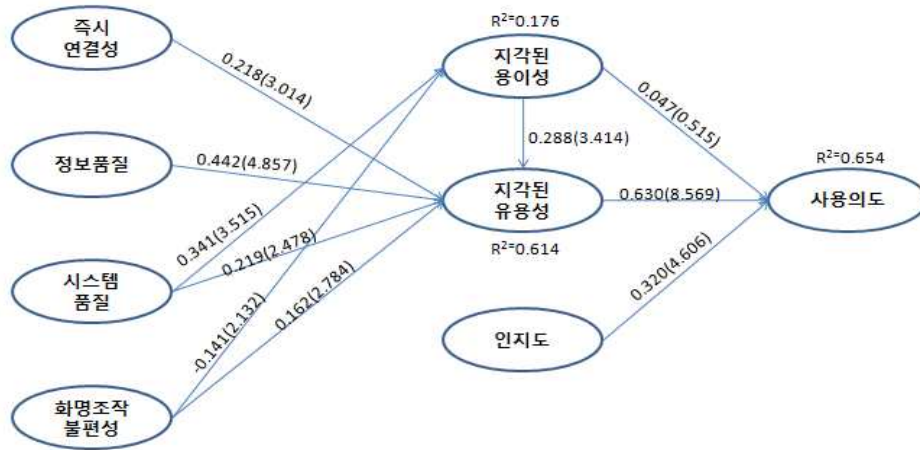 즉시
연결성
정보품질
시스템
품질
화명조작
불편성
0.218(3.014)
0.442(4.857)
0.341(3.515)
0.219(2.478)
-0.141(2.132)
0.162(2.784)
R²=0.176
지각된
용이성
0.288(3.414)
지각된
유용성
R²=0.614
인지도
0.047(0.515)
0.630(8.569)
0.320(4.606)
R²=0.654
사용의도